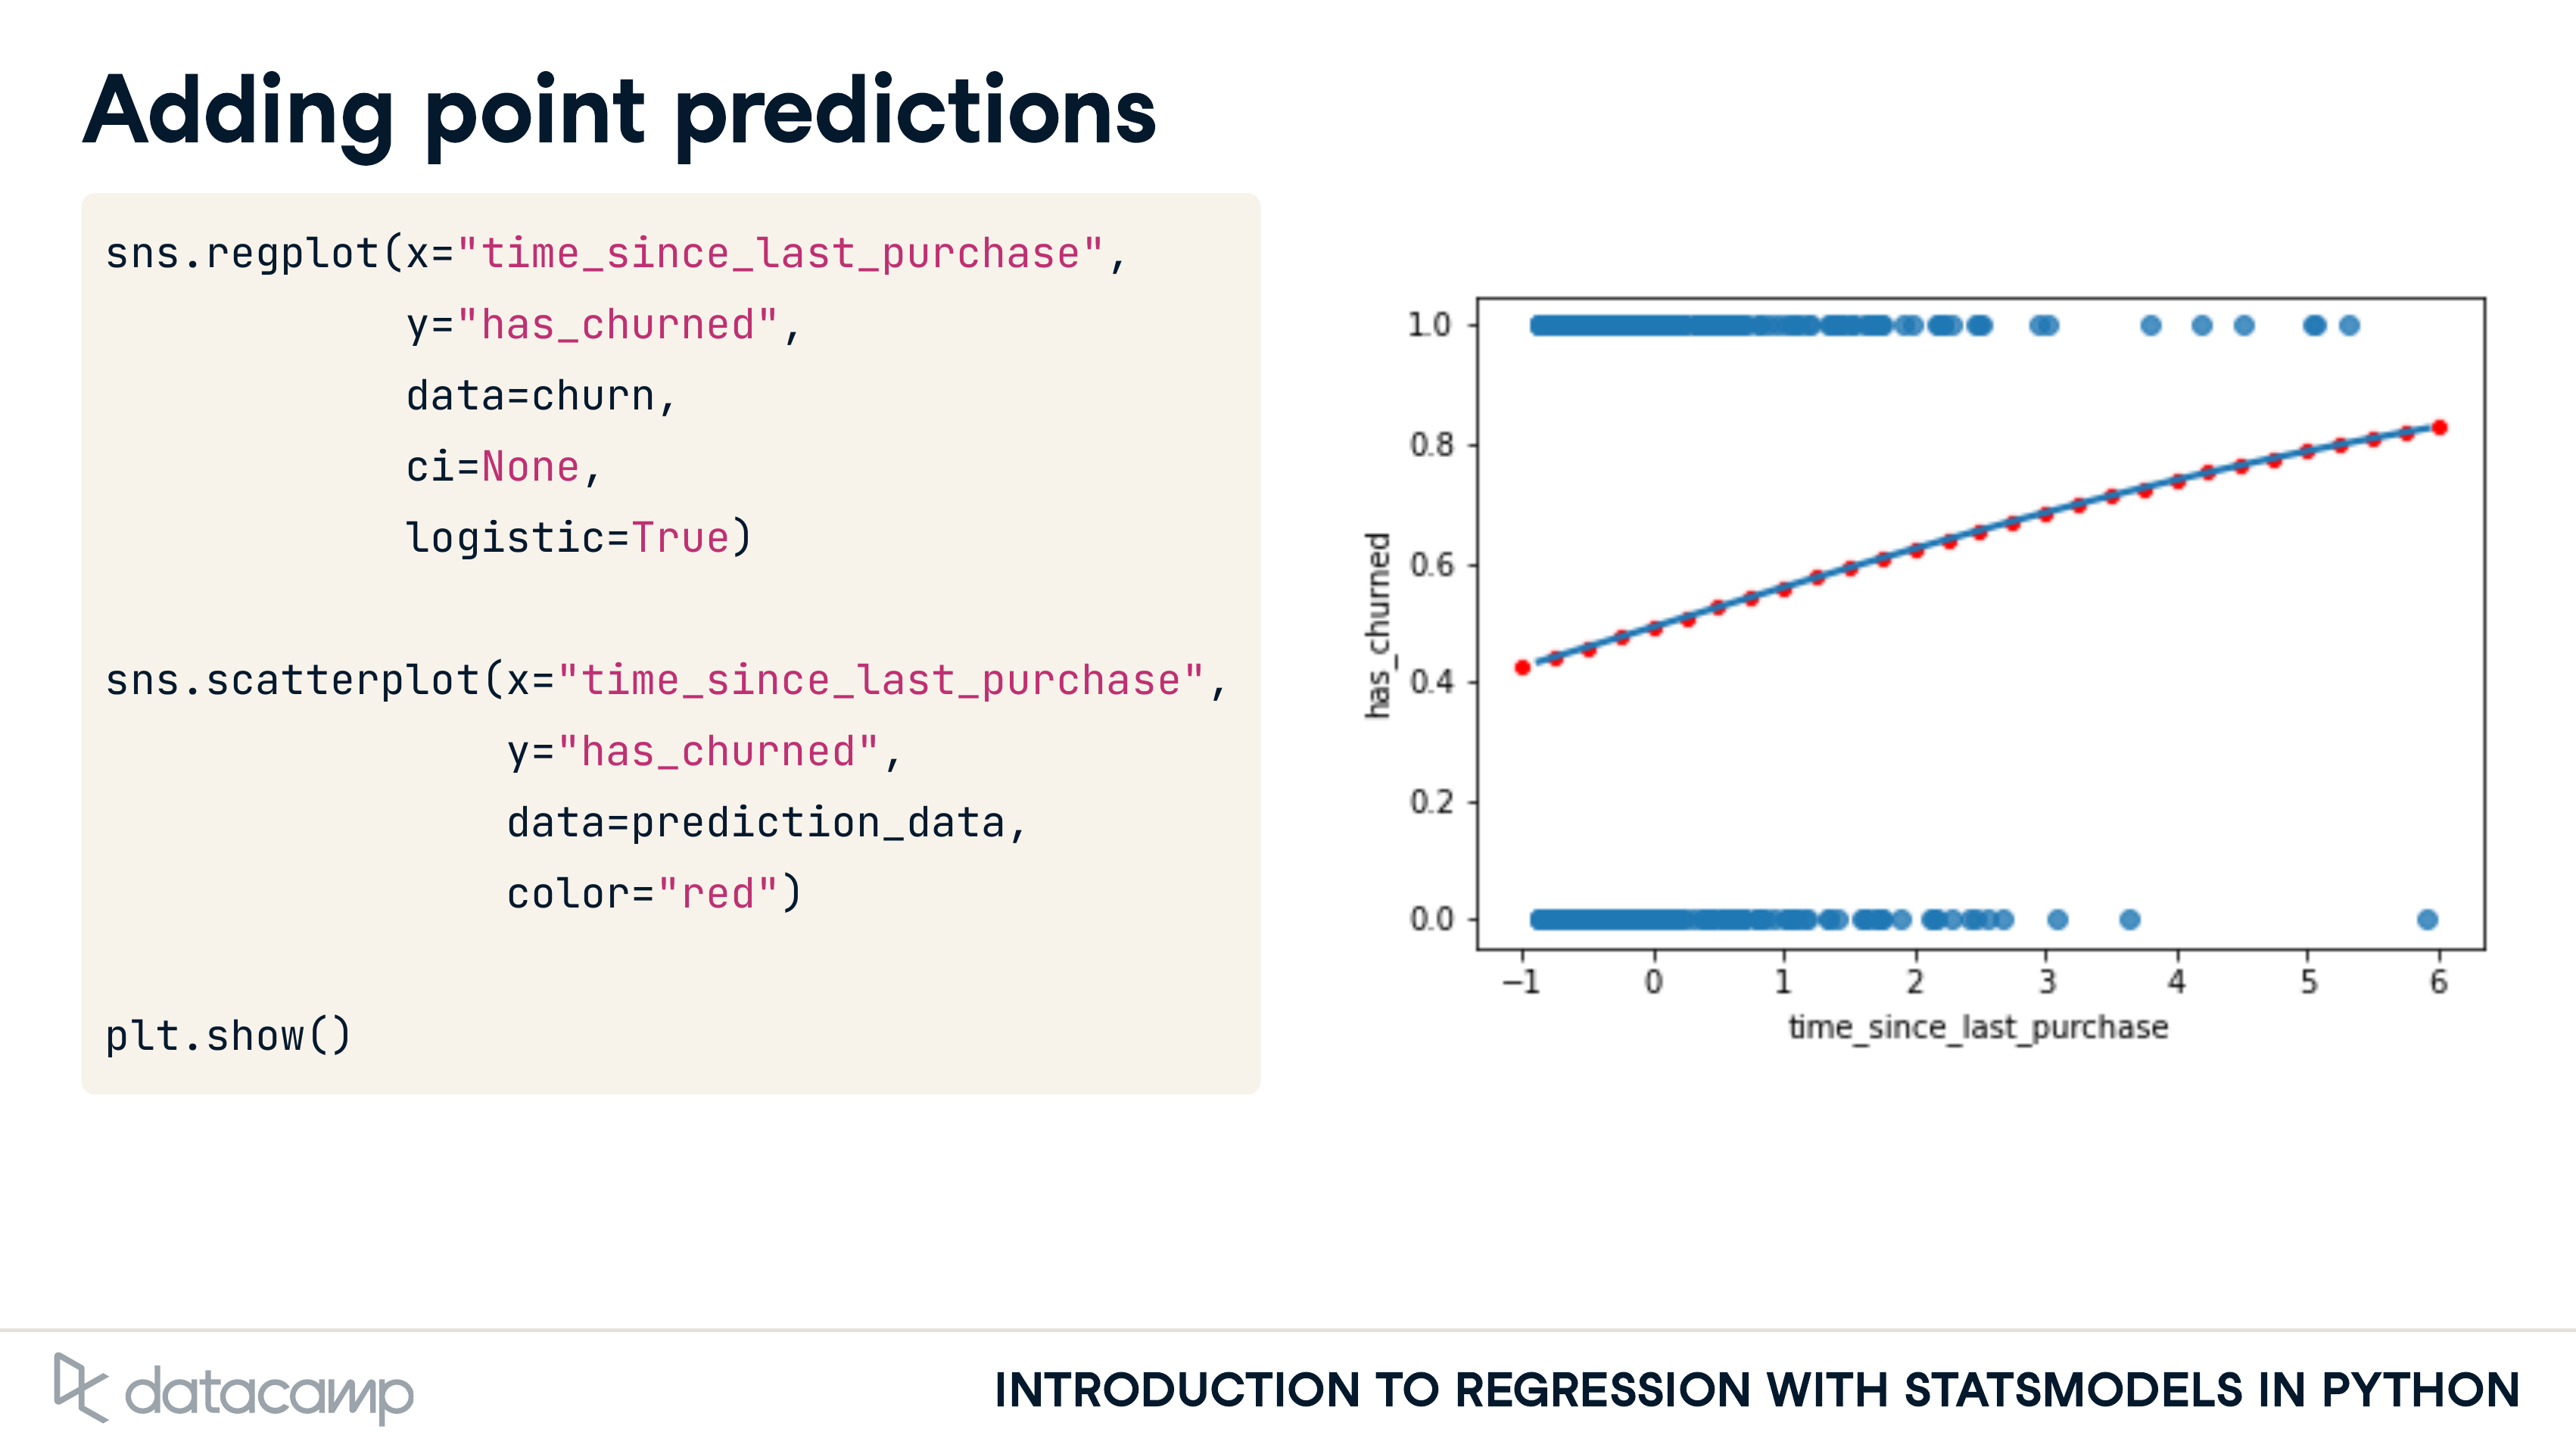 Adding point predictions
sns.regplot(x="time_since_last_purchase",
            y="has_churned",
            data=churn,
            ci=None,
            logistic=True)
sns.scatterplot(x="time_since_last_purchase",
                y="has_churned",
                data=prediction_data,
                color="red")
plt.show()
1.0
0.8
0.6
0.4
0.2
0.0
has_churned
−1 0 1 2 3 4 5 6
time_since_last_purchase
datacamp
INTRODUCTION TO REGRESSION WITH STATSMODELS IN PYTHON